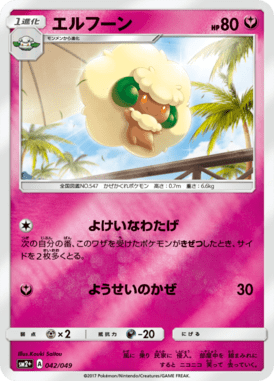 1進化
エルフーン
HP80
モンメンから進化
全国図鑑NO.547 かぜかくれポケモン 高さ:0.7m 重さ:6.6kg
よけいなわたげ
次の自分の番、このワザを受けたポケモンがきぜつしたとき、サ
イドを2枚多くとる。
ようせいのかぜ 30
弱点 ×2 抵抗力 -20 にげる
Illus. Kouki Saitou
SM2+ A 042/049
©2017 Pokémon/Nintendo/Creatures/GAME FREAK